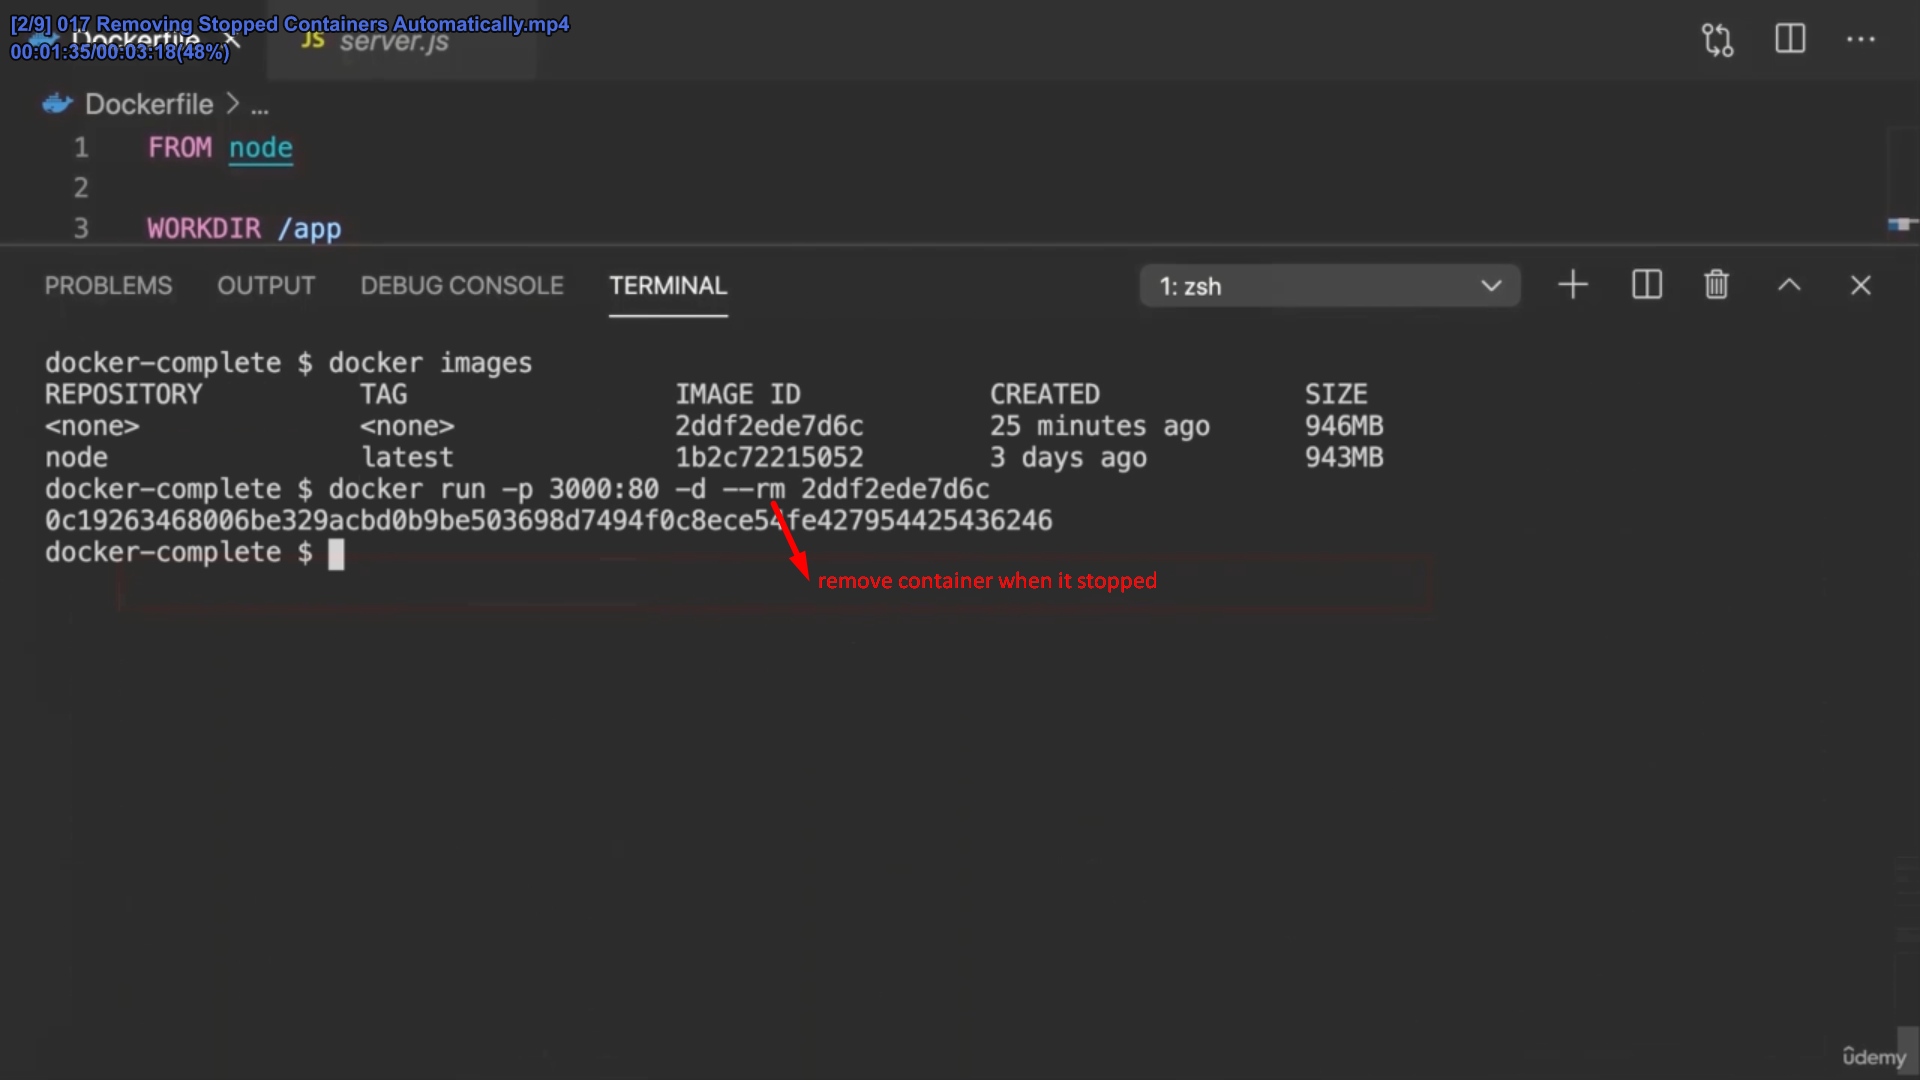 [2/9] 017 Removing Stopped Containers Automatically.mp4
00:01:35/00:03:18(48%)
Dockerfile
JS server.js
Dockerfile > ...
1 FROM node
2
3 WORKDIR /app
PROBLEMS OUTPUT DEBUG CONSOLE TERMINAL 1: zsh
docker-complete $ docker images
REPOSITORY TAG IMAGE ID CREATED SIZE
<none> <none> 2ddf2ede7d6c 25 minutes ago 946MB
node latest 1b2c72215052 3 days ago 943MB
docker-complete $ docker run -p 3000:80 -d --rm 2ddf2ede7d6c
0c19263468006be329acbd0b9be503698d7494f0c8ece54fe427954425436246
docker-complete $
remove container when it stopped
ûdemy